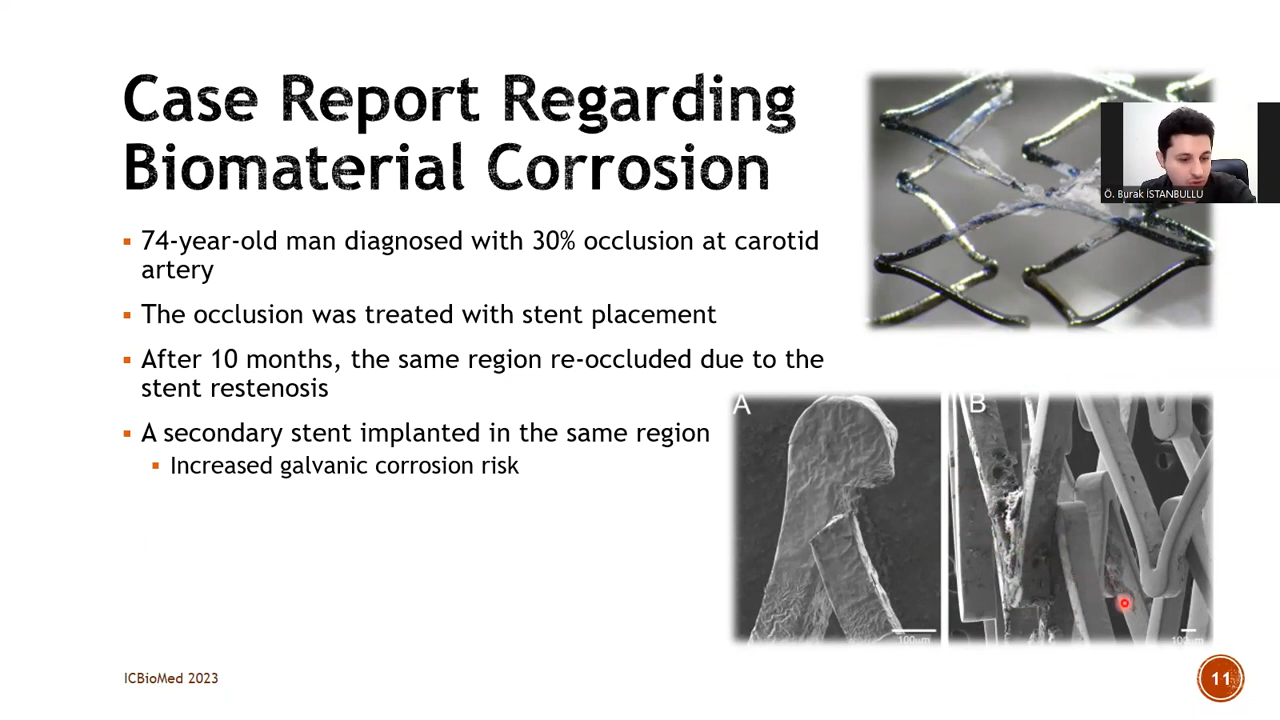 Case Report Regarding
Biomaterial Corrosion
▪ 74-year-old man diagnosed with 30% occlusion at carotid
artery
▪ The occlusion was treated with stent placement
▪ After 10 months, the same region re-occluded due to the
stent restenosis
▪ A secondary stent implanted in the same region
▪ Increased galvanic corrosion risk
Ö. Burak İSTANBULLU
A
B
100µm
100µm
ICBioMed 2023
11